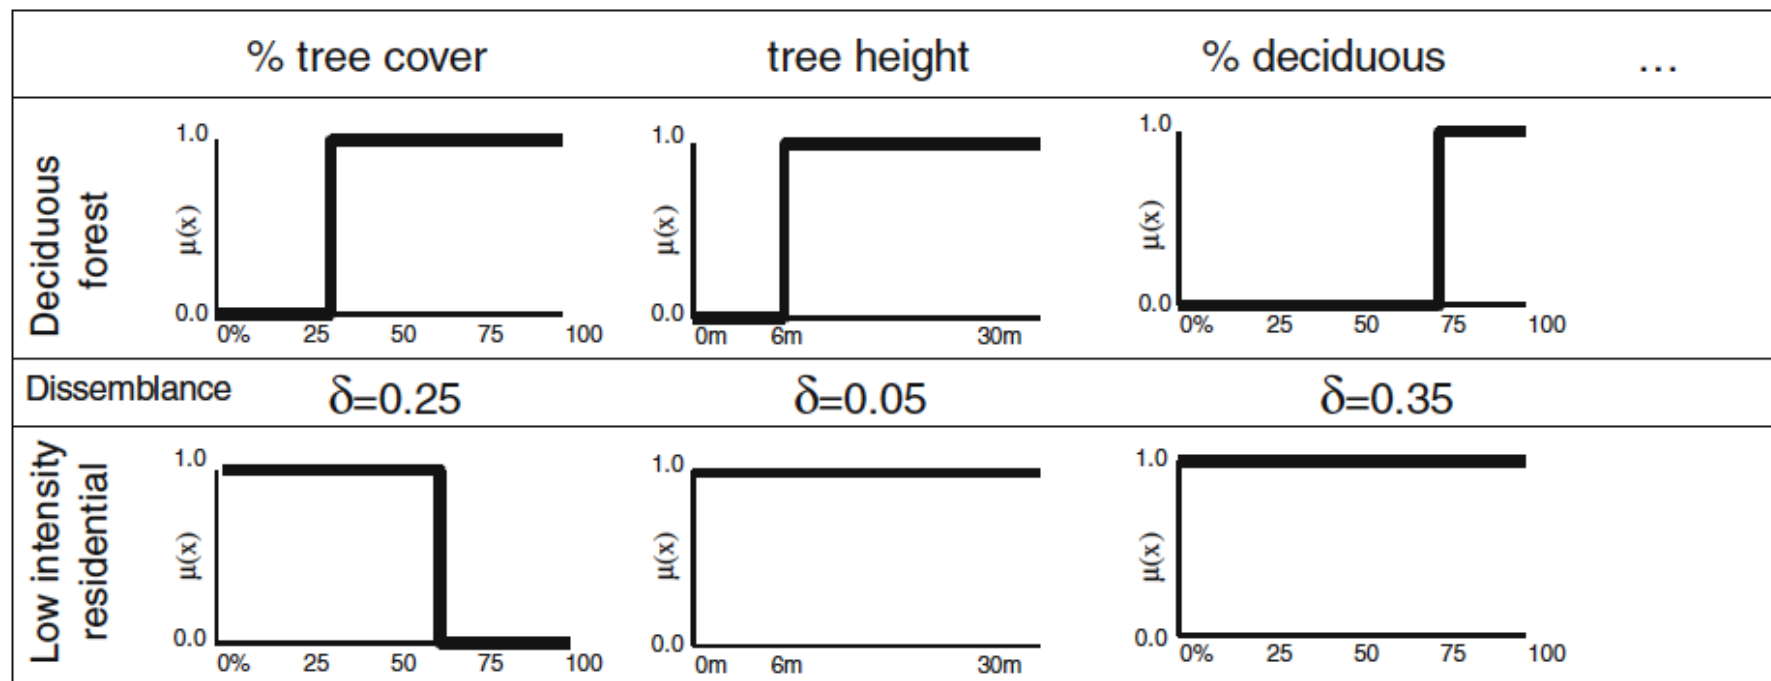 % tree cover tree height % deciduous ...
Deciduous
forest
1.0
μ(x)
0.0
0% 25 50 75 100
1.0
μ(x)
0.0
0m 6m 30m
1.0
μ(x)
0.0
0% 25 50 75 100
Dissemblance δ=0.25 δ=0.05 δ=0.35
Low intensity
residential
1.0
μ(x)
0.0
0% 25 50 75 100
1.0
μ(x)
0.0
0m 6m 30m
1.0
μ(x)
0.0
0% 25 50 75 100